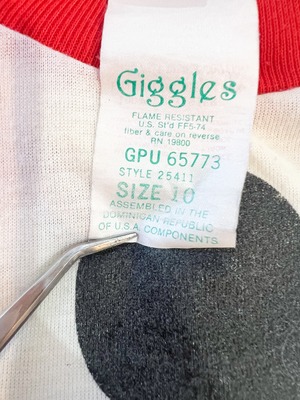 Giggles
FLAME RESISTANT
U.S. St'd FF5-74
fiber & care on reverse
RN 19800
GPU 65773
STYLE 25411
SIZE 10
ASSEMBLED IN THE
DOMINICAN REPUBLIC
OF U.S.A. COMPONENTS